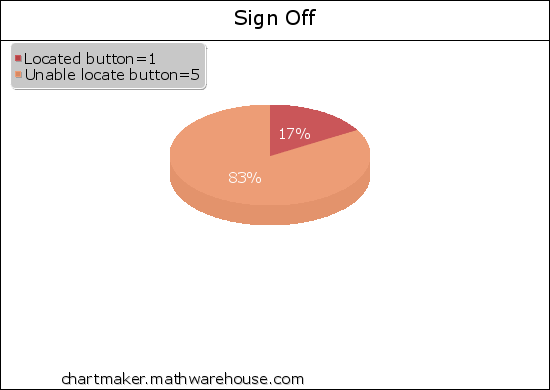 Sign Off
Located button=1
Unable locate button=5
17%
83%
chartmaker.mathwarehouse.com